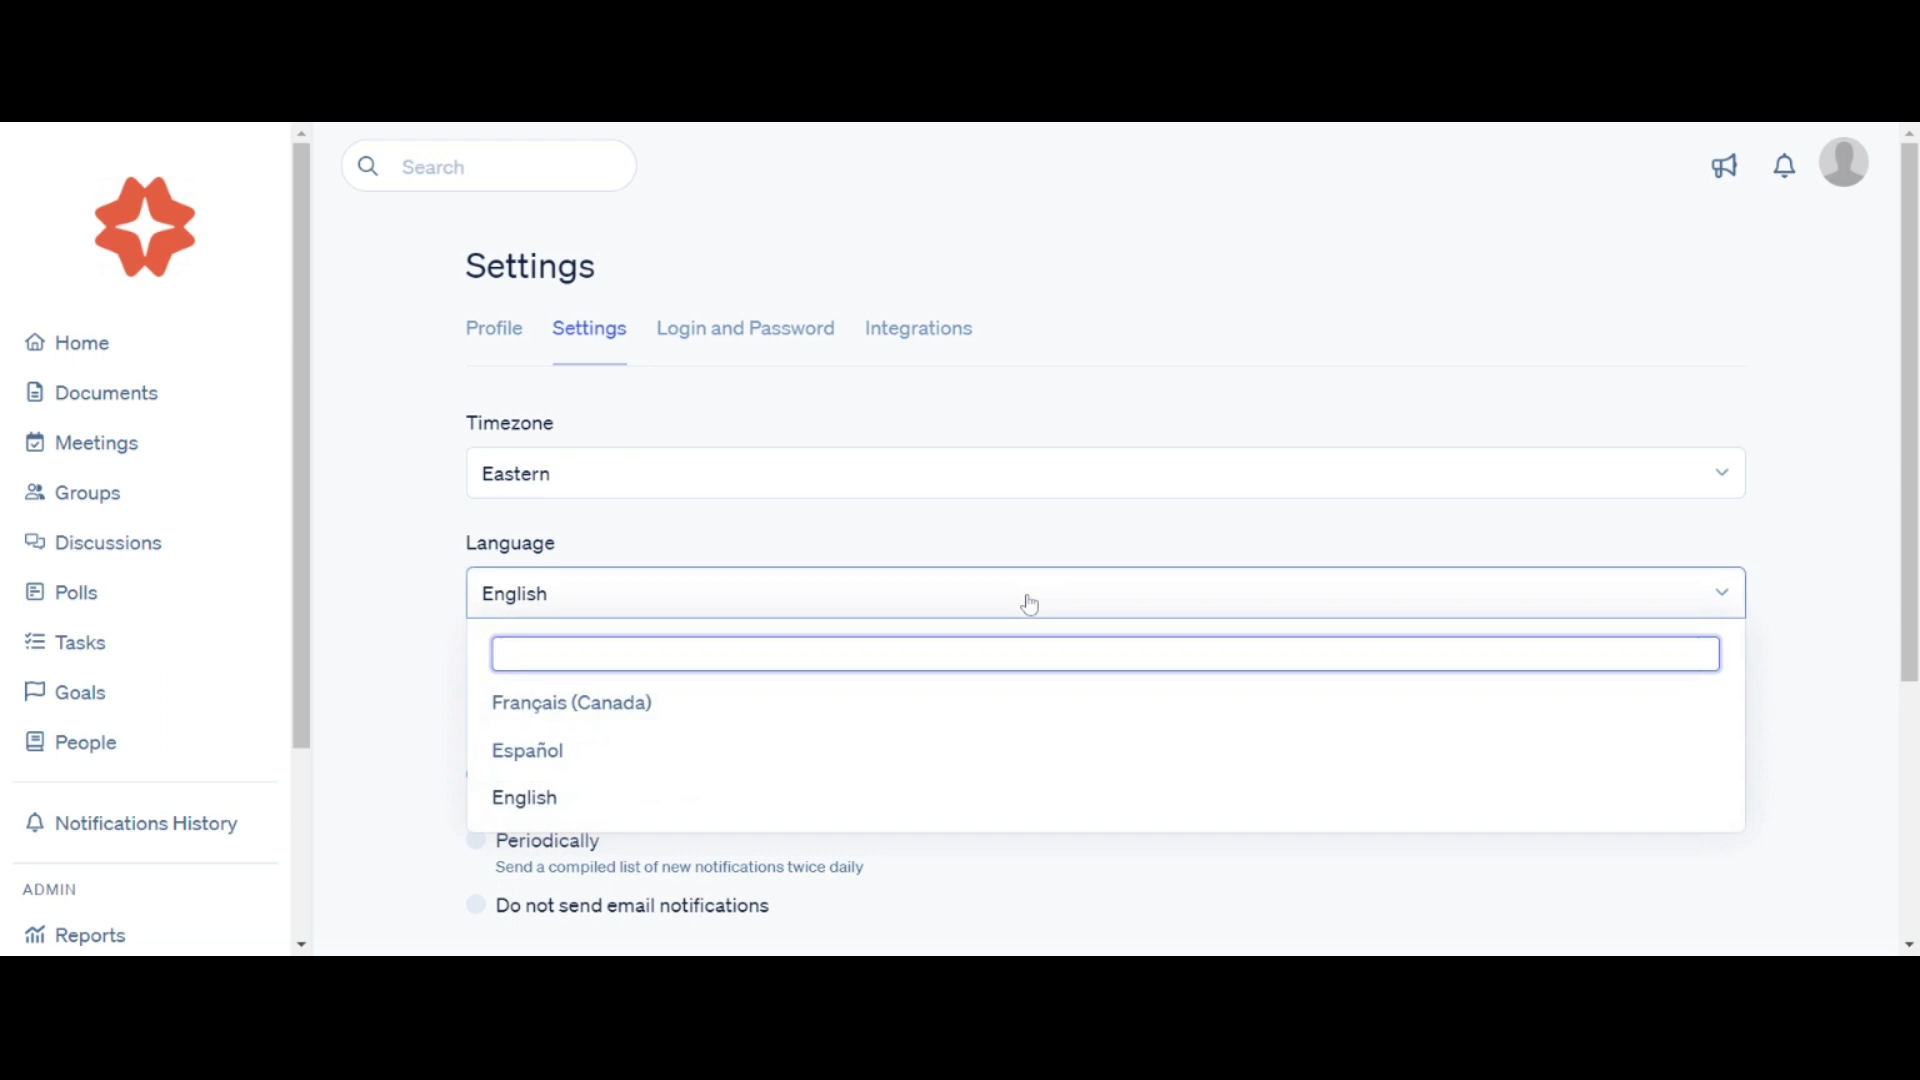 Search
Home
Documents
Meetings
Groups
Discussions
Polls
Tasks
Goals
People
Notifications History
ADMIN
Reports
Settings
Profile Settings Login and Password Integrations
Timezone
Eastern
Language
English
Français (Canada)
Español
English
Periodically
Send a compiled list of new notifications twice daily
Do not send email notifications